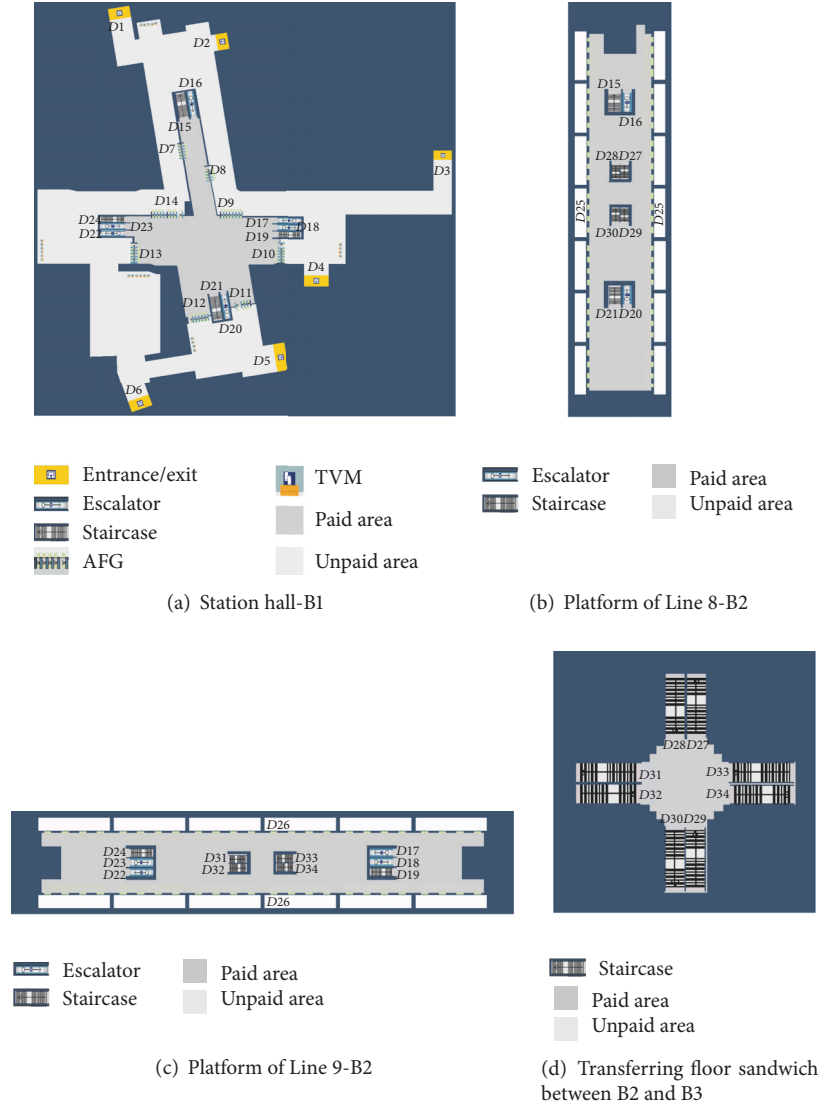 D1
D2
D16
D15
D7
D8
D3
D14
D9
D24
D23
D22
D17
D18
D19
D13
D10
D4
D21
D12
D11
D20
D5
D6
Entrance/exit
Escalator
Staircase
AFG
TVM
Paid area
Unpaid area
(a) Station hall-B1
D15
D16
D28D27
D25
D25
D30D29
D21D20
Escalator
Staircase
Paid area
Unpaid area
(b) Platform of Line 8-B2
D26
D24
D23
D22
D31
D32
D33
D34
D17
D18
D19
D26
Escalator
Staircase
Paid area
Unpaid area
(c) Platform of Line 9-B2
D28D27
D31
D32
D33
D34
D30D29
Staircase
Paid area
Unpaid area
(d) Transferring floor sandwich
between B2 and B3